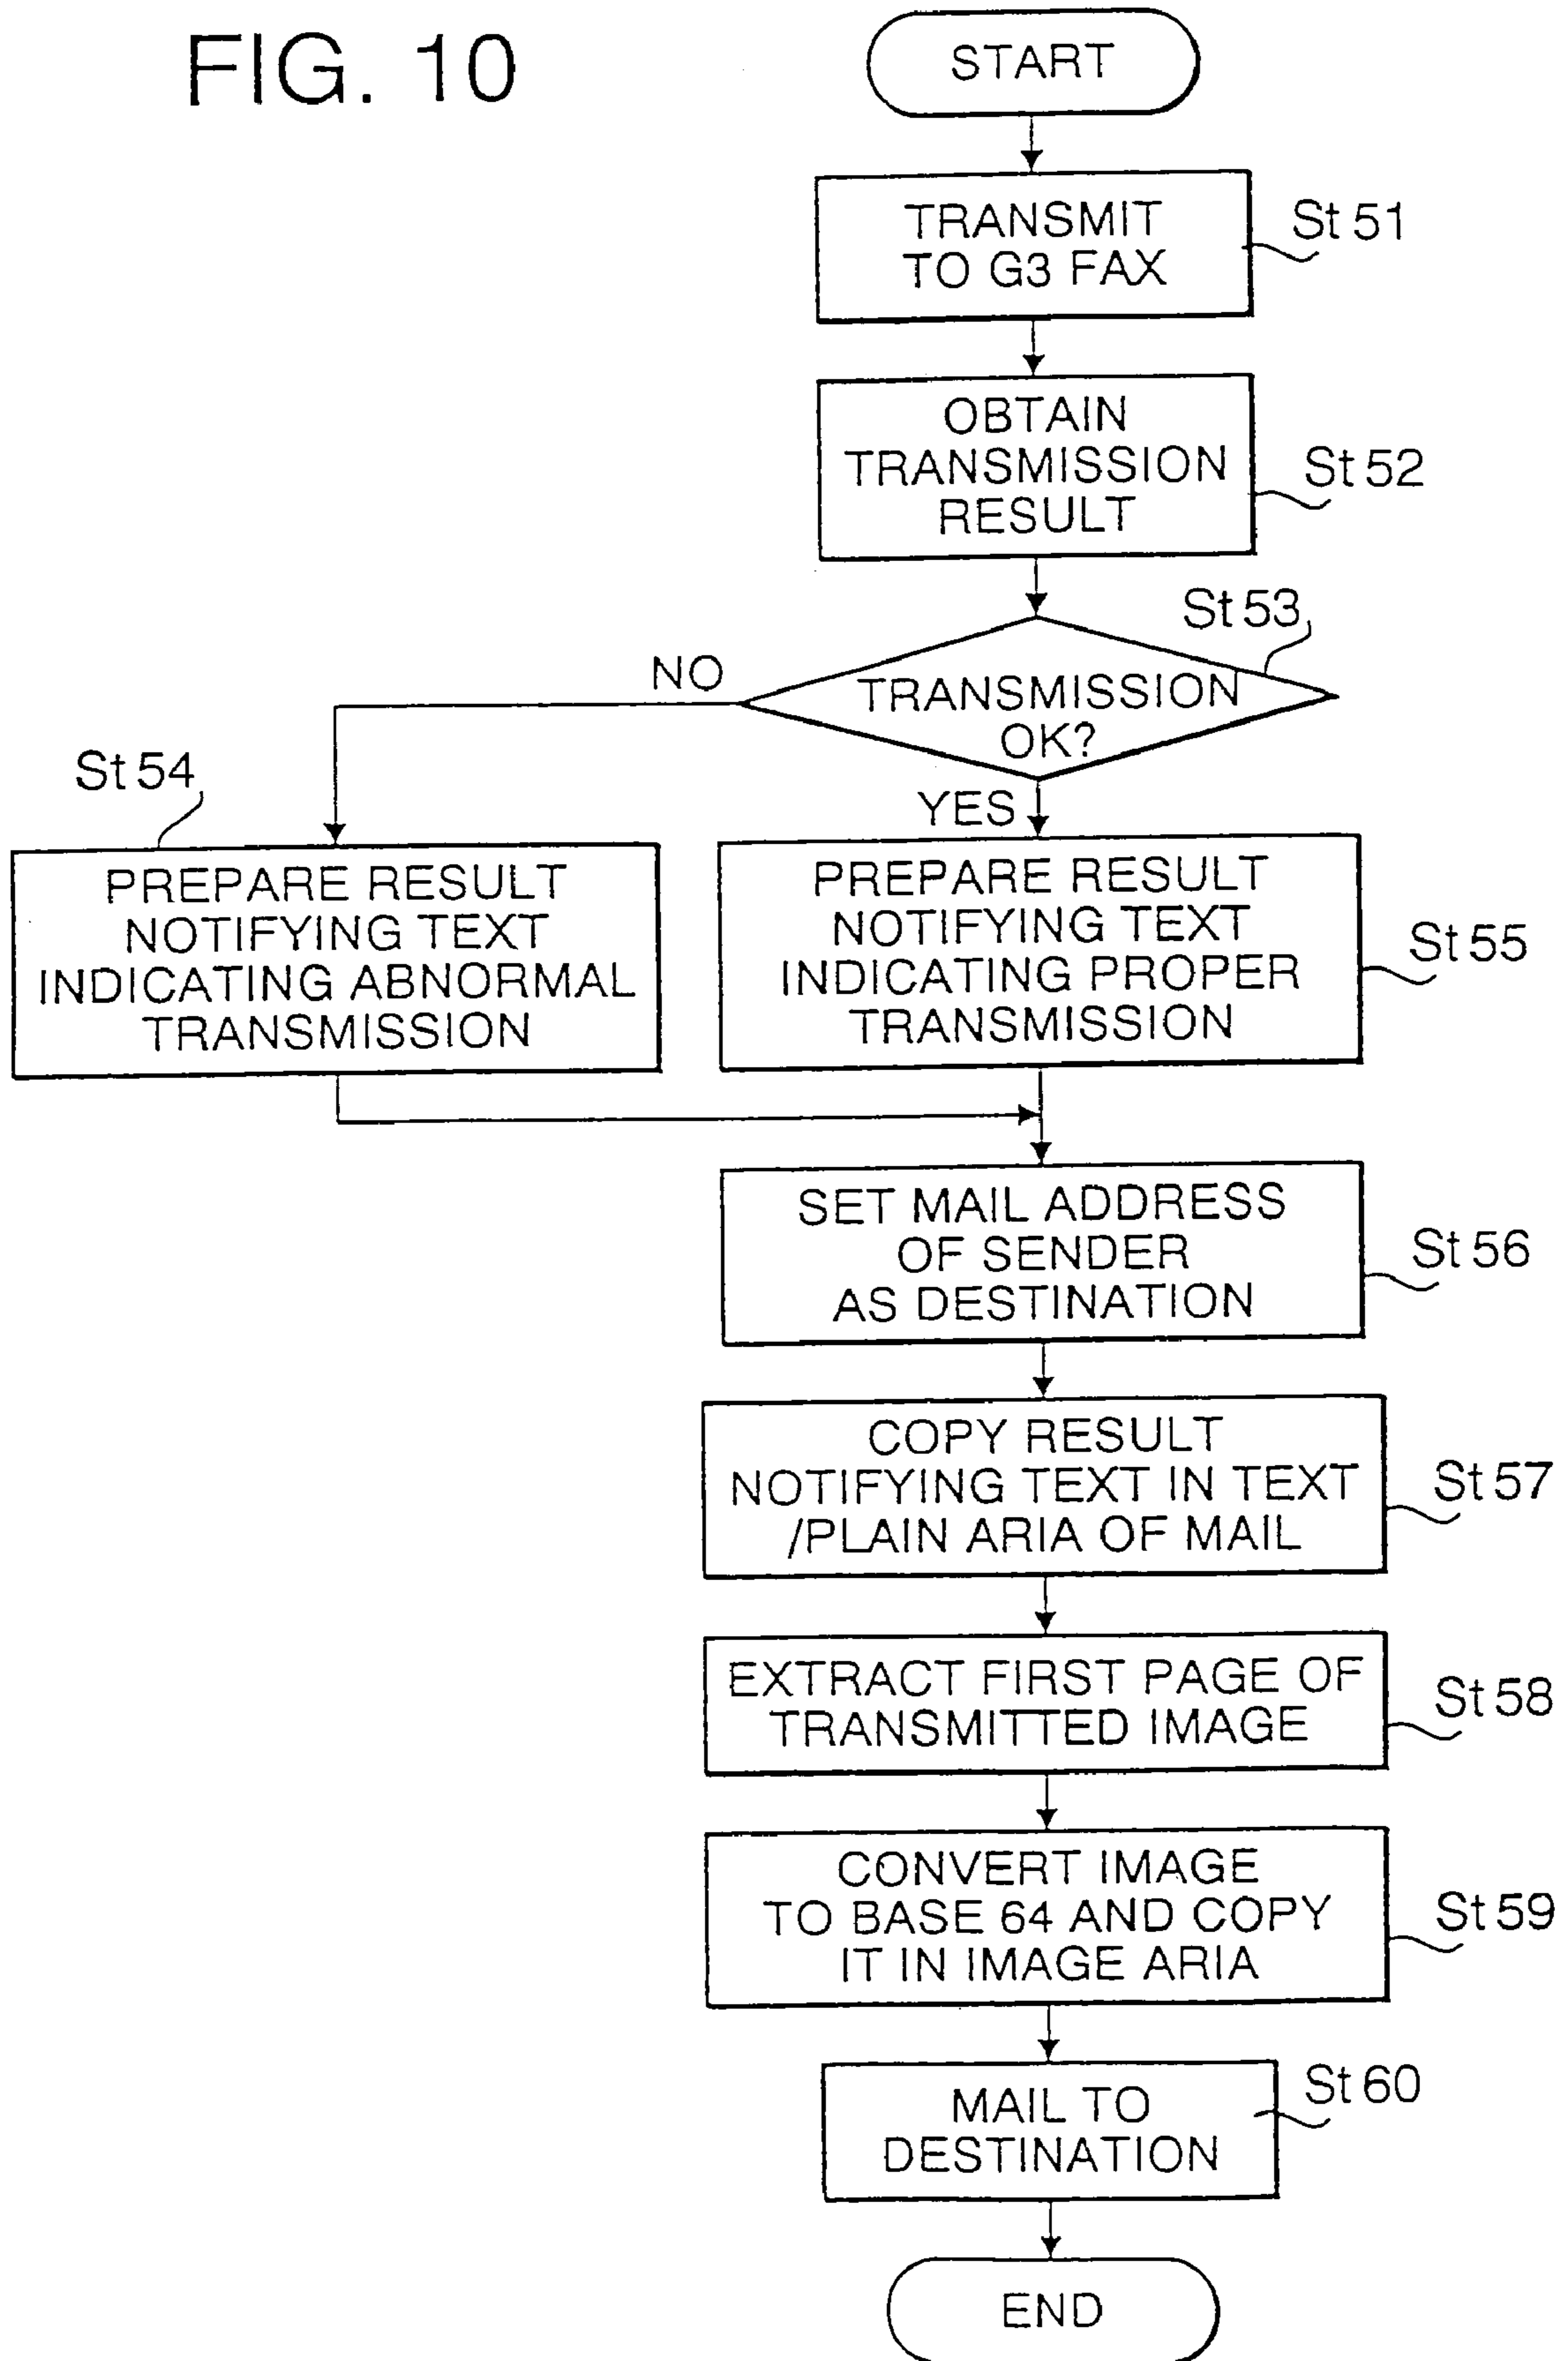 FIG. 10
START
TRANSMIT
TO G3 FAX
St 51
OBTAIN
TRANSMISSION
RESULT
St 52
St 53
NO
TRANSMISSION
OK?
YES
St 54
PREPARE RESULT
NOTIFYING TEXT
INDICATING ABNORMAL
TRANSMISSION
PREPARE RESULT
NOTIFYING TEXT
INDICATING PROPER
TRANSMISSION
St 55
SET MAIL ADDRESS
OF SENDER
AS DESTINATION
St 56
COPY RESULT
NOTIFYING TEXT IN TEXT
/PLAIN ARIA OF MAIL
St 57
EXTRACT FIRST PAGE OF
TRANSMITTED IMAGE
St 58
CONVERT IMAGE
TO BASE 64 AND COPY
IT IN IMAGE ARIA
St 59
MAIL TO
DESTINATION
St 60
END